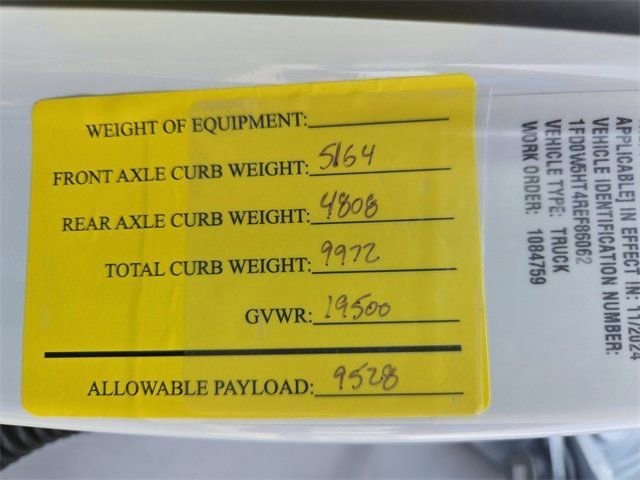 WEIGHT OF EQUIPMENT:
FRONT AXLE CURB WEIGHT: 5164
REAR AXLE CURB WEIGHT: 4808
TOTAL CURB WEIGHT: 9972
GVWR: 19500
ALLOWABLE PAYLOAD: 9528
APPLICABLE] IN EFFECT IN: 11/2024
VEHICLE IDENTIFICATION NUMBER:
1FD0W5HT4REF86062
VEHICLE TYPE: TRUCK
WORK ORDER: 1084759